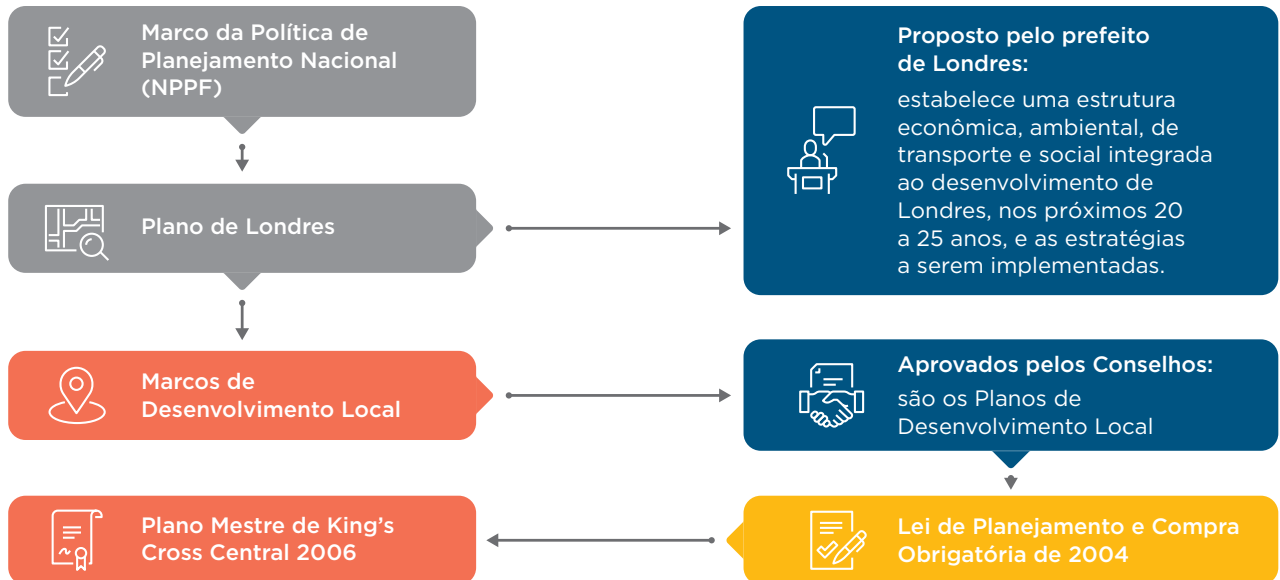 Marco da Política de
Planejamento Nacional
(NPPF)
Proposto pelo prefeito
de Londres:
estabelece uma estrutura
econômica, ambiental, de
transporte e social integrada
ao desenvolvimento de
Londres, nos próximos 20
a 25 anos, e as estratégias
a serem implementadas.
Plano de Londres
Marcos de
Desenvolvimento Local
Aprovados pelos Conselhos:
são os Planos de
Desenvolvimento Local
Plano Mestre de King’s
Cross Central 2006
Lei de Planejamento e Compra
Obrigatória de 2004